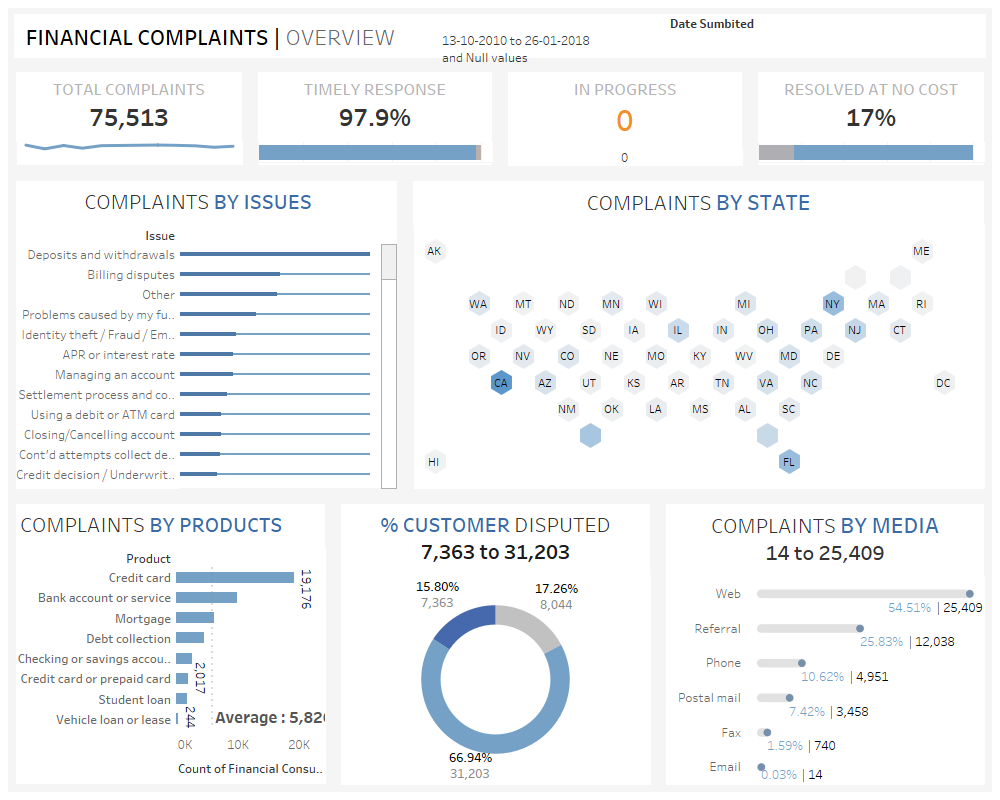 FINANCIAL COMPLAINTS | OVERVIEW
Date Sumbited
13-10-2010 to 26-01-2018
and Null values
TOTAL COMPLAINTS
75,513
TIMELY RESPONSE
97.9%
IN PROGRESS
0
0
RESOLVED AT NO COST
17%
COMPLAINTS BY ISSUES
Issue
Deposits and withdrawals
Billing disputes
Other
Problems caused by my fu..
Identity theft / Fraud / Em..
APR or interest rate
Managing an account
Settlement process and co..
Using a debit or ATM card
Closing/Cancelling account
Cont'd attempts collect de..
Credit decision / Underwrit..
COMPLAINTS BY STATE
AK ME
WA MT ND MN WI MI NY MA RI
ID WY SD IA IL IN OH PA NJ CT
OR NV CO NE MO KY WV MD DE
CA AZ UT KS AR TN VA NC DC
NM OK LA MS AL SC
HI FL
COMPLAINTS BY PRODUCTS
Product
Credit card 19,176
Bank account or service
Mortgage
Debt collection
Checking or savings accou..
Credit card or prepaid card 2,017
Student loan
Vehicle loan or lease 244
Average : 5,82
0K 10K 20K
Count of Financial Consu..
% CUSTOMER DISPUTED
7,363 to 31,203
15.80%
7,363
17.26%
8,044
66.94%
31,203
COMPLAINTS BY MEDIA
14 to 25,409
Web
54.51% | 25,409
Referral
25.83% | 12,038
Phone
10.62% | 4,951
Postal mail
7.42% | 3,458
Fax
1.59% | 740
Email
0.03% | 14